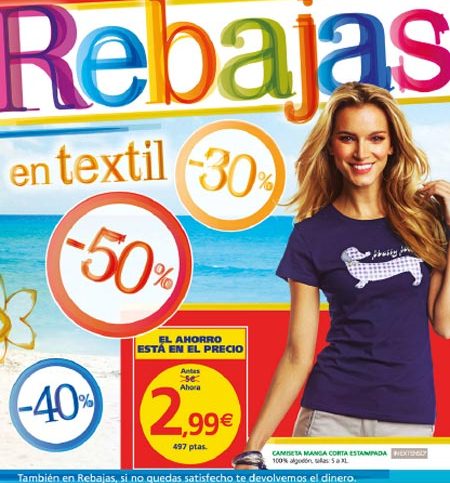 Rebajas
en textil
-30%
-50%
-40%
EL AHORRO
ESTÁ EN EL PRECIO
Antes
5€
Ahora
2,99€
497 ptas.
CAMISETA MANGA CORTA ESTAMPADA INEXTENSO
100% algodón, tallas: S a XL.
También en Rebajas, si no quedas satisfecho te devolvemos el dinero.